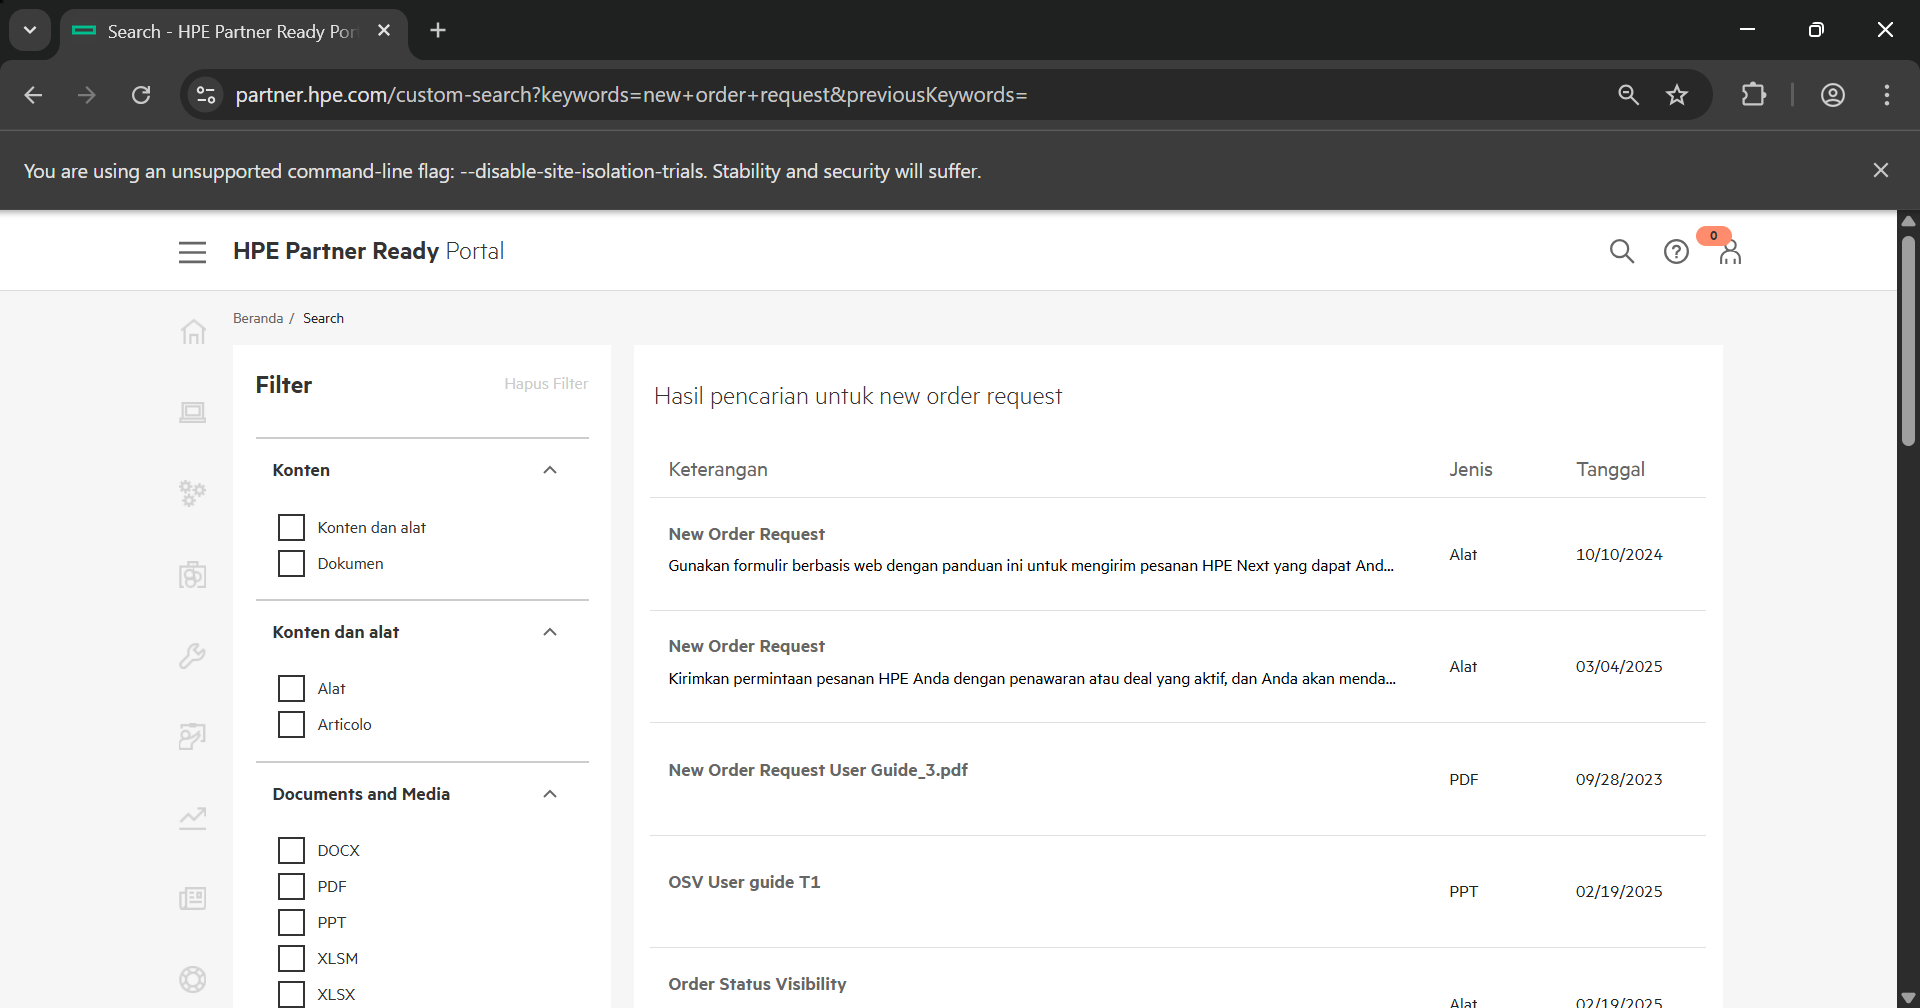 Search - HPE Partner Ready Por
partner.hpe.com/custom-search?keywords=new+order+request&previousKeywords=
You are using an unsupported command-line flag: --disable-site-isolation-trials. Stability and security will suffer.
HPE Partner Ready Portal
0
Beranda / Search
Filter
Hapus Filter
Konten
Konten dan alat
Dokumen
Konten dan alat
Alat
Articolo
Documents and Media
DOCX
PDF
PPT
XLSM
XLSX
Hasil pencarian untuk new order request
Keterangan Jenis Tanggal
New Order Request
Gunakan formulir berbasis web dengan panduan ini untuk mengirim pesanan HPE Next yang dapat And...
Alat 10/10/2024
New Order Request
Kirimkan permintaan pesanan HPE Anda dengan penawaran atau deal yang aktif, dan Anda akan menda...
Alat 03/04/2025
New Order Request User Guide_3.pdf
PDF 09/28/2023
OSV User guide T1
PPT 02/19/2025
Order Status Visibility
Alat 02/19/2025